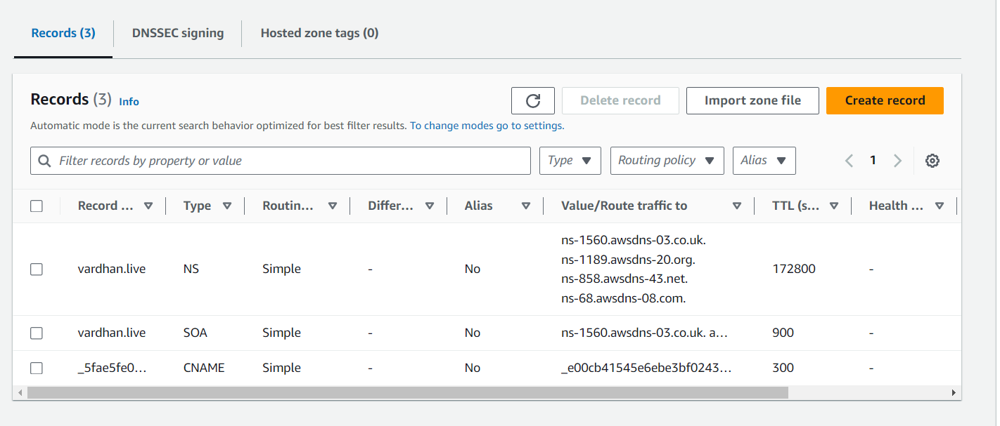 Records (3) DNSSEC signing Hosted zone tags (0)
Records (3) Info
Delete record Import zone file Create record
Automatic mode is the current search behavior optimized for best filter results. To change modes go to settings.
Filter records by property or value Type Routing policy Alias 1
Record ... Type Routin... Differ... Alias Value/Route traffic to TTL (s... Health ...
vardhan.live NS Simple - No ns-1560.awsdns-03.co.uk. 172800 -
ns-1189.awsdns-20.org.
ns-858.awsdns-43.net.
ns-68.awsdns-08.com.
vardhan.live SOA Simple - No ns-1560.awsdns-03.co.uk. a... 900 -
_5fae5fe0... CNAME Simple - No _e00cb41545e6ebe3bf0243... 300 -